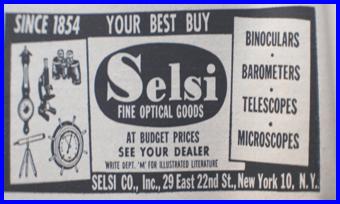 SINCE 1854 YOUR BEST BUY
Selsi
FINE OPTICAL GOODS
AT BUDGET PRICES
SEE YOUR DEALER
WRITE DEPT. 'M' FOR ILLUSTRATED LITERATURE
BINOCULARS
•
BAROMETERS
•
TELESCOPES
•
MICROSCOPES
SELSI CO., Inc., 29 East 22nd St., New York 10, N. Y.